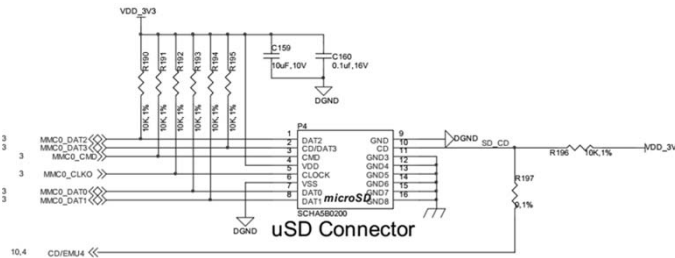 VDD_3V3
R190
R191
R192
R193
R194
R195
10K,1%
10K,1%
10K,1%
10K,1%
10K,1%
10K,1%
C159
10uF,10V
C160
0.1uf,16V
DGND
P4
3 MMC0_DAT2 1 DAT2 GND 9 DGND
3 MMC0_DAT3 2 CD/DAT3 CD 10 SD_CD
3 MMC0_CMD 3 CMD GND3 11
4 VDD GND4 12
3 MMC0_CLKO 5 CLOCK GND5 13
6 VSS GND6 14
3 MMC0_DAT0 7 DAT0 GND7 15
3 MMC0_DAT1 8 DAT1 GND8 16
microSD
SCHA5B0200
R196 10K,1% VDD_3V
R197
0,1%
DGND
uSD Connector
10,4 CD/EMU4